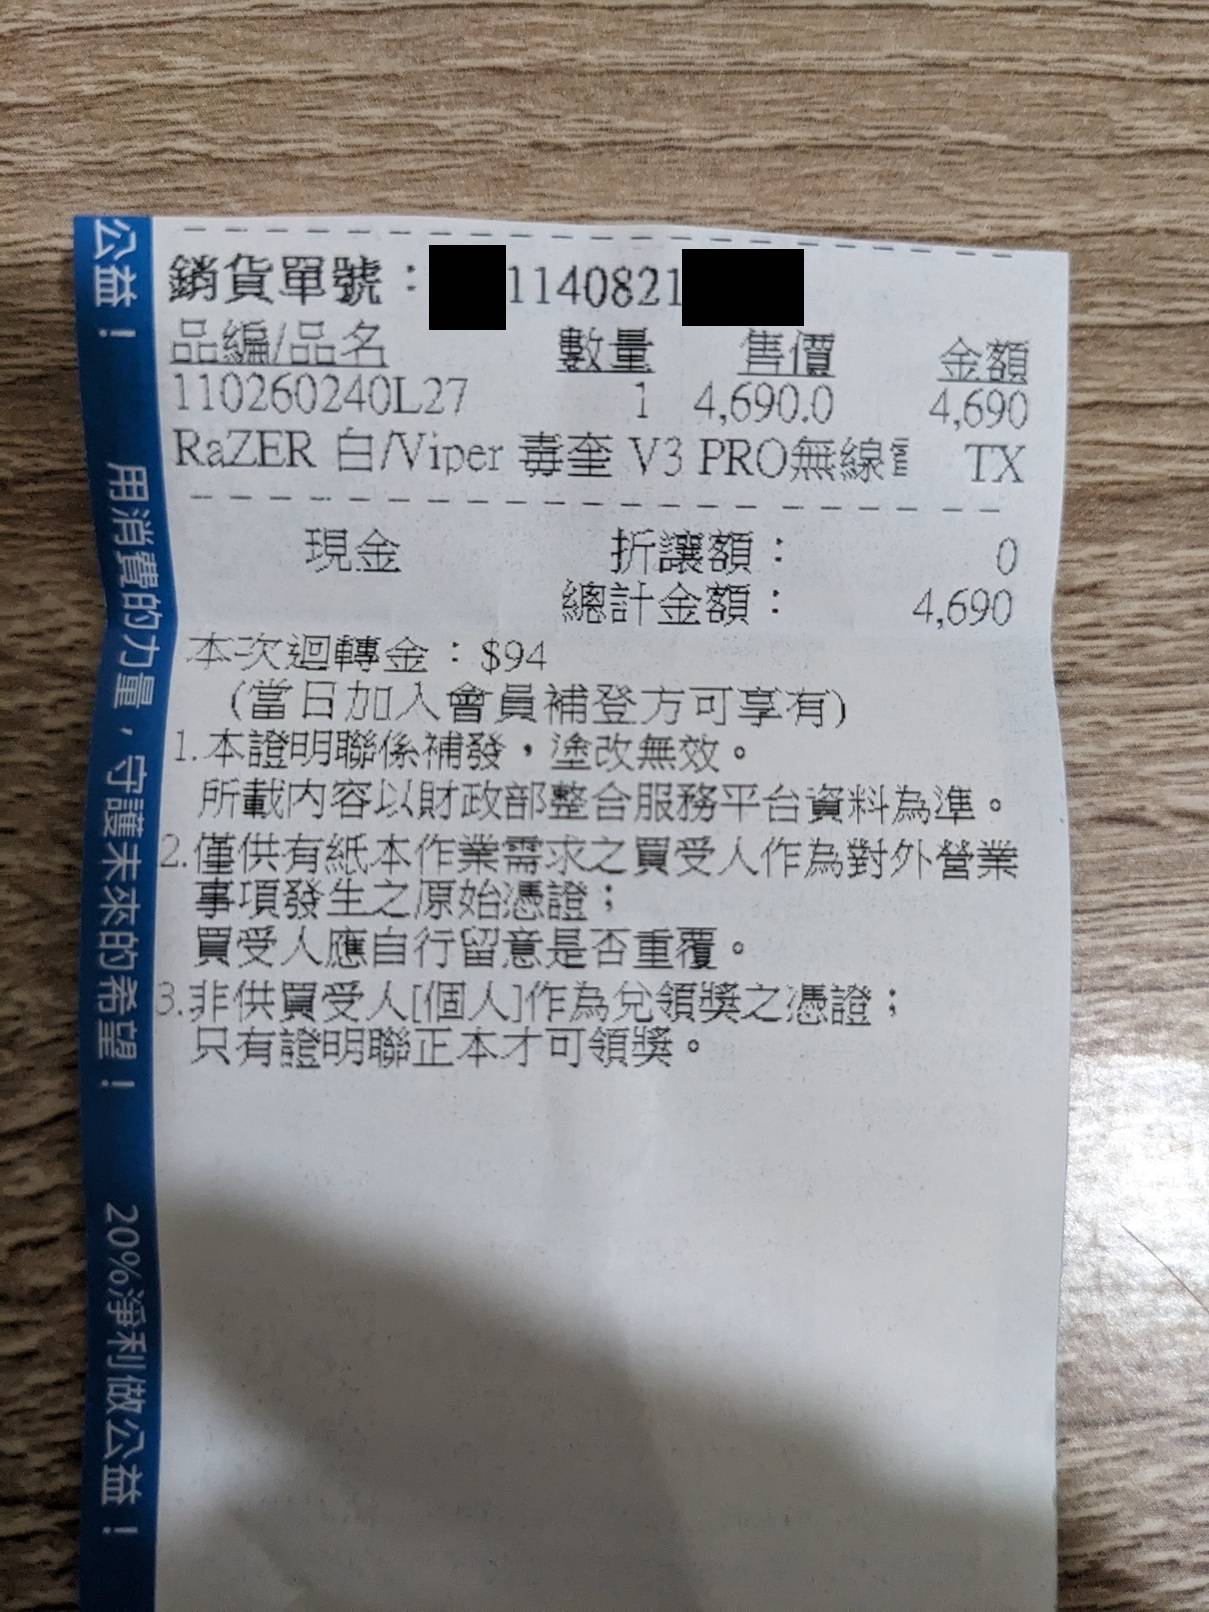 銷貨單號：1140821
品編/品名 數量 售價 金額
110260240L27 1 4,690.0 4,690
RaZER 白/Viper 毒奎 V3 PRO無線 TX
現金 折讓額： 0
總計金額： 4,690
本次迴轉金：$94
(當日加入會員補登方可享有)
1.本證明聯係補發，塗改無效。
所載內容以財政部整合服務平台資料為準。
2.僅供有紙本作業需求之買受人作為對外營業
事項發生之原始憑證；
買受人應自行留意是否重覆。
3.非供買受人[個人]作為兌領獎之憑證；
只有證明聯正本才可領獎。
公益！
用消費的力量，守護未來的希望！
20%淨利做公益！